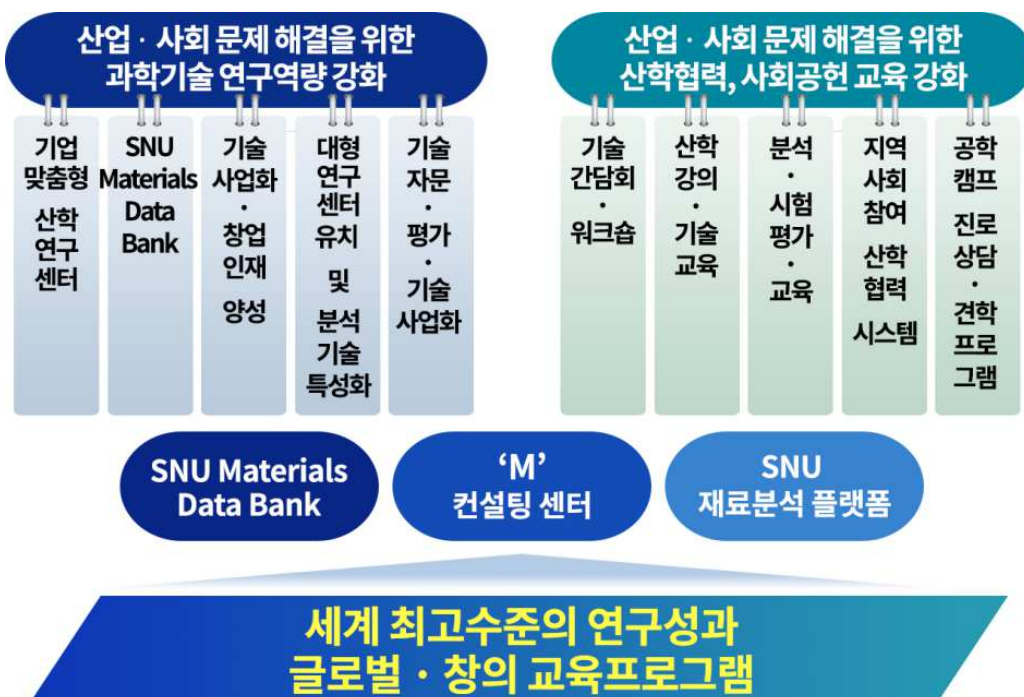 산업 · 사회 문제 해결을 위한
과학기술 연구역량 강화
기업
맞춤형
산학
연구
센터
SNU
Materials
Data
Bank
기술
사업화
·
창업
인재
양성
대형
연구
센터
유치
및
분석
기술
특성화
기술
자문
·
평가
·
기술
사업화
산업 · 사회 문제 해결을 위한
산학협력, 사회공헌 교육 강화
기술
간담회
·
워크숍
산학
강의
·
기술
교육
분석
·
시험
평가
·
교육
지역
사회
참여
산학
협력
시스템
공학
캠프
진로
상담
·
견학
프로
그램
SNU Materials
Data Bank
‘M’
컨설팅 센터
SNU
재료분석 플랫폼
세계 최고수준의 연구성과
글로벌 · 창의 교육프로그램